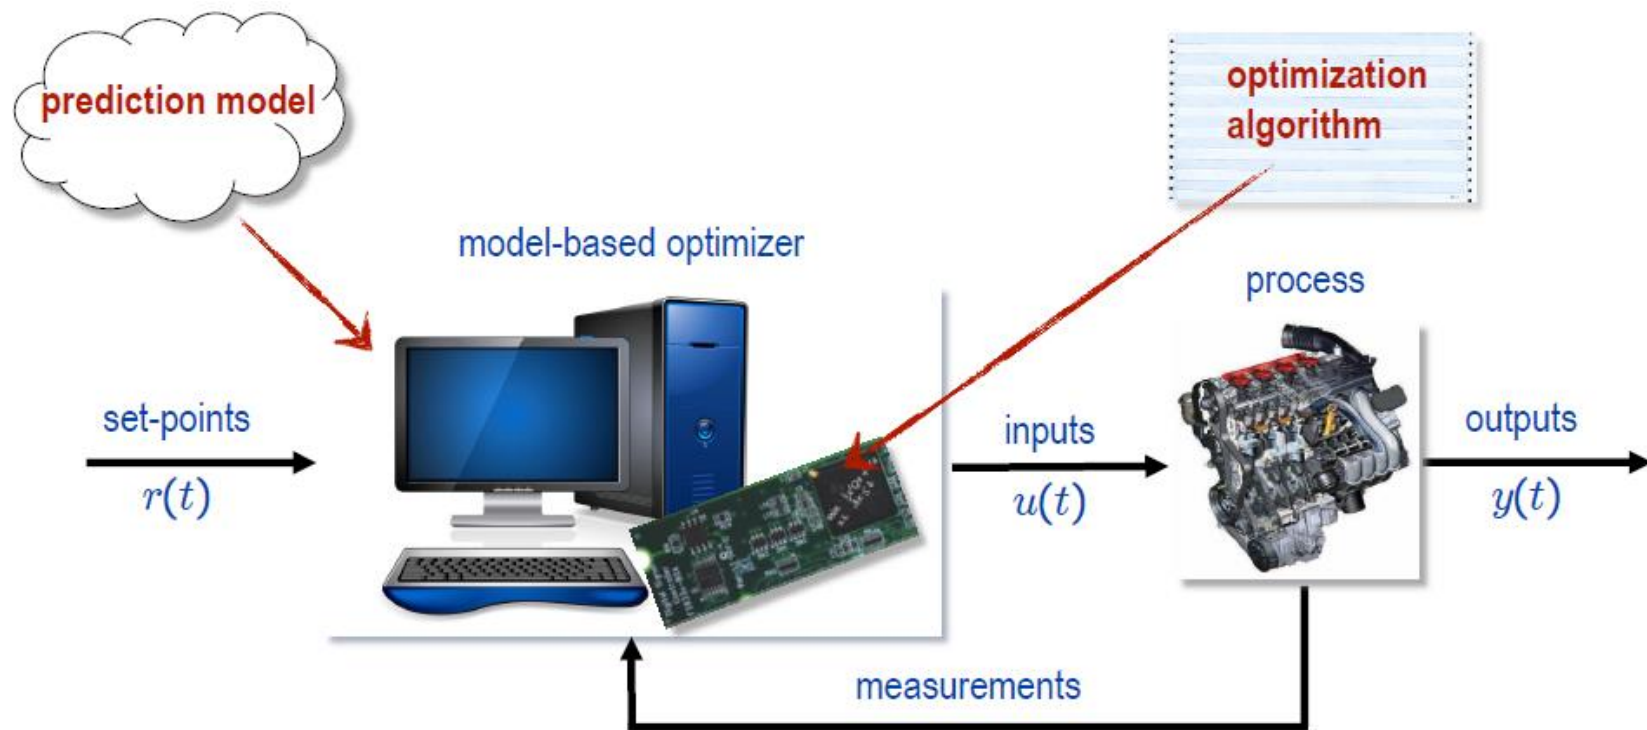 prediction model
optimization
algorithm
model-based optimizer
process
set-points
r(t)
inputs
u(t)
outputs
y(t)
measurements